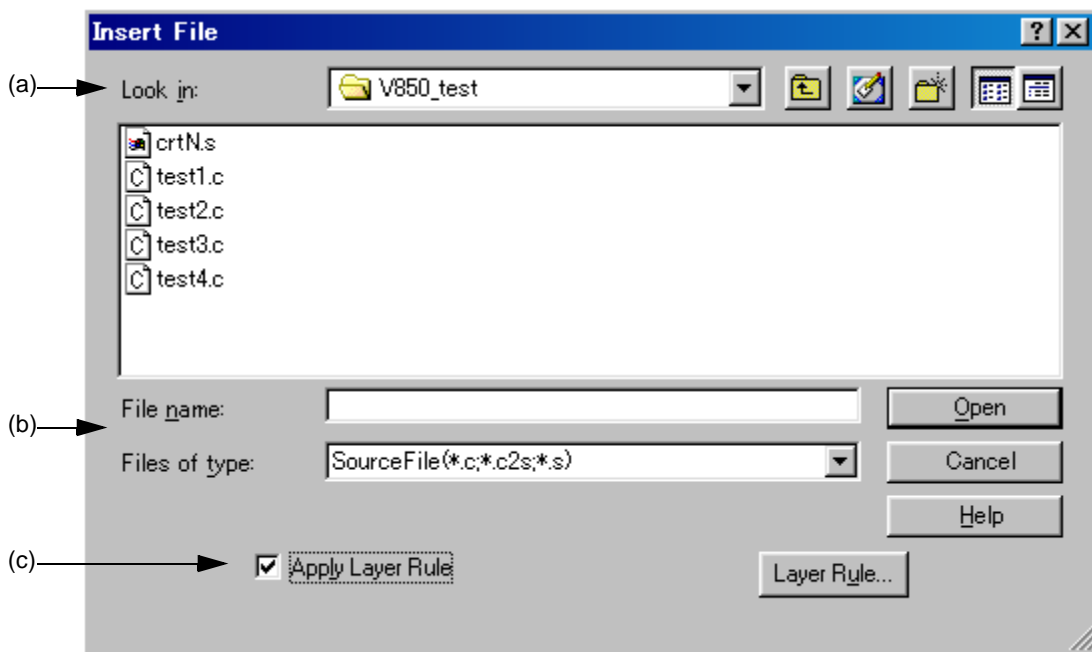 Insert File
(a) Look in: V850_test
crtN.s
test1.c
test2.c
test3.c
test4.c
(b) File name: Open
Files of type: SourceFile(*.c;*.c2s;*.s) Cancel
Help
(c) Apply Layer Rule Layer Rule...